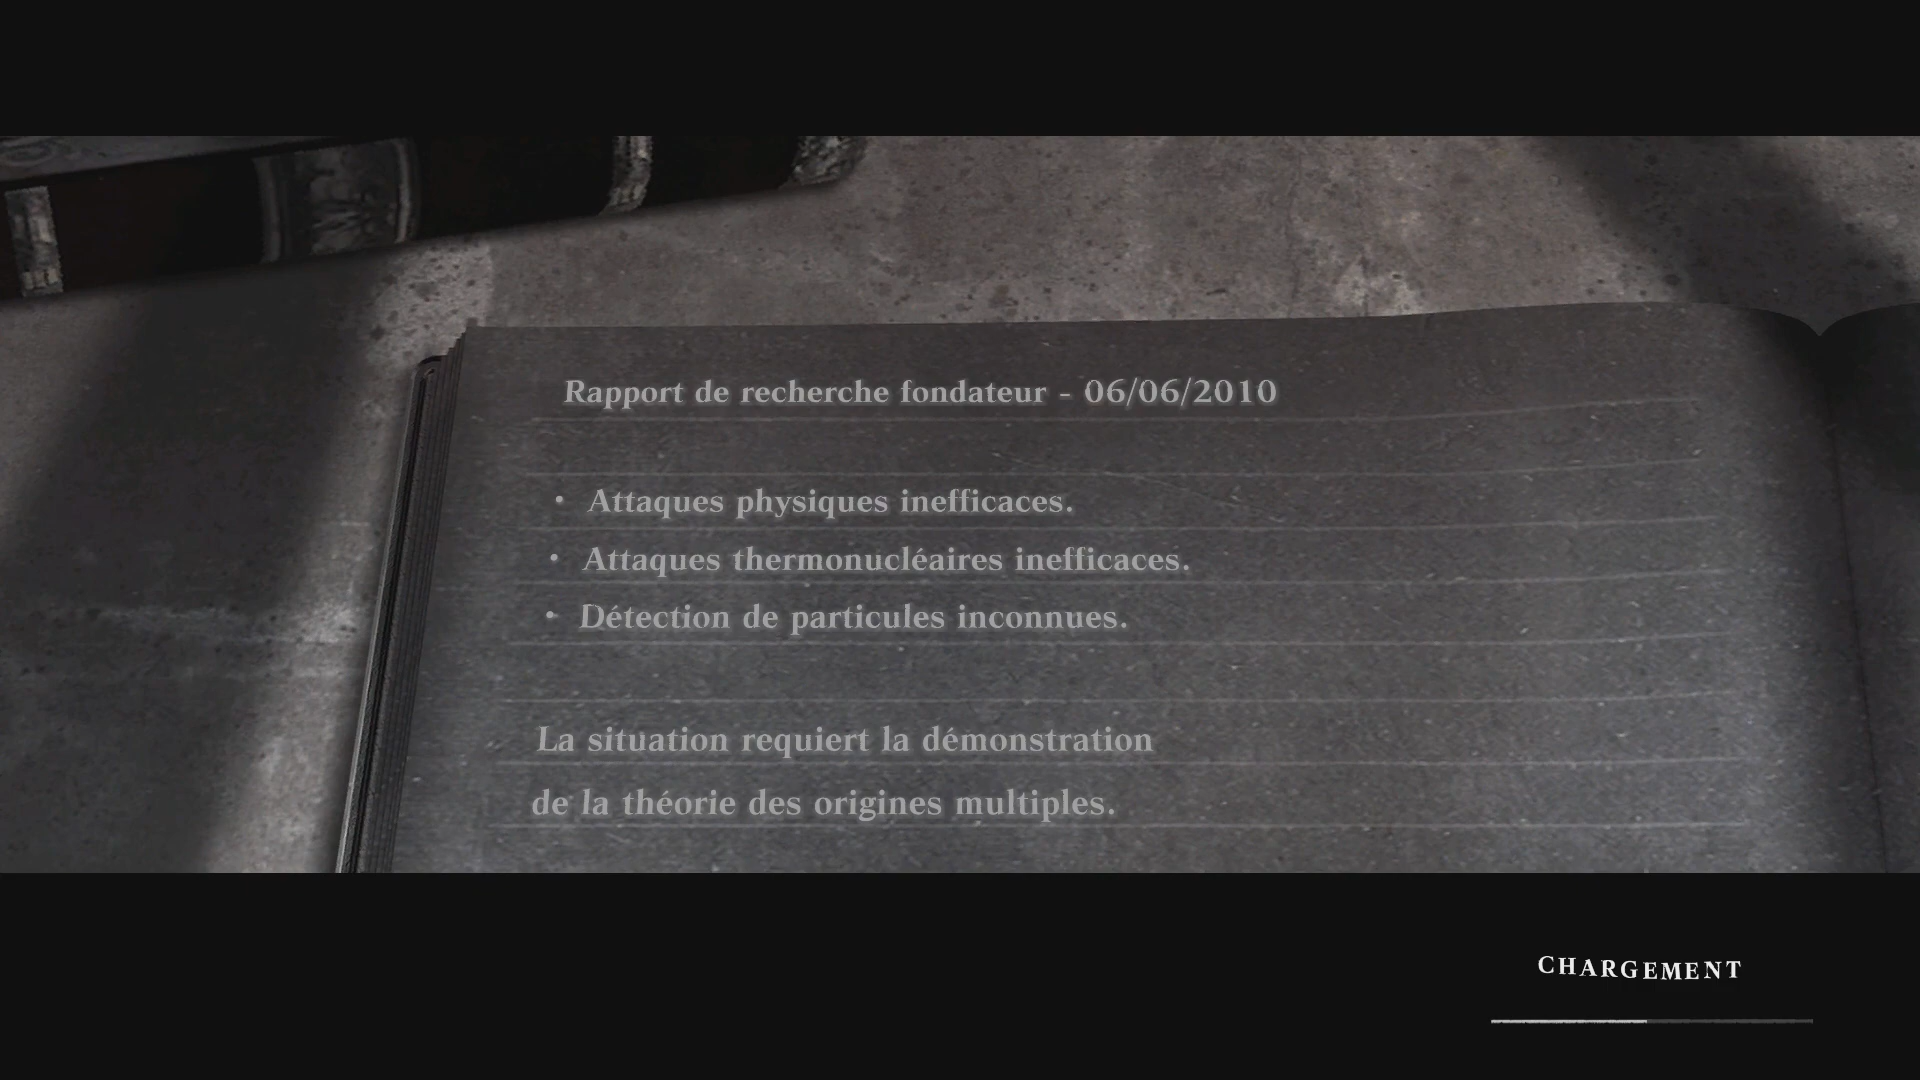 Rapport de recherche fondateur - 06/06/2010
• Attaques physiques inefficaces.
• Attaques thermonucléaires inefficaces.
• Détection de particules inconnues.
La situation requiert la démonstration
de la théorie des origines multiples.
CHARGEMENT